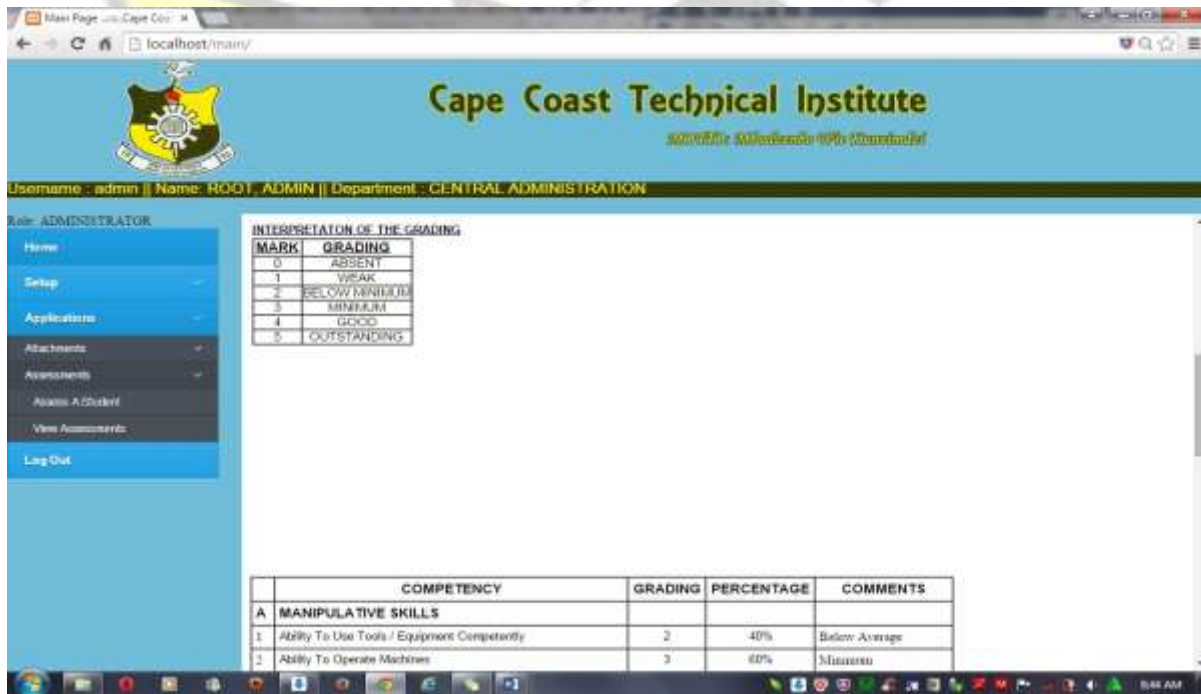 Main Page
localhost/main/
Cape Coast Technical Institute
Username : admin || Name: ROOT, ADMIN || Department : CENTRAL ADMINISTRATION
Role: ADMINISTRATOR
Home
Setup
Applications
Attachments
Assessments
Assess A Student
View Assessments
Log Out
INTERPRETATON OF THE GRADING
MARK GRADING
0 ABSENT
1 WEAK
2 BELOW MINIMUM
3 MINIMUM
4 GOOD
5 OUTSTANDING
COMPETENCY GRADING PERCENTAGE COMMENTS
A MANIPULATIVE SKILLS
1 Ability To Use Tools / Equipment Competently 2 40% Below Average
2 Ability To Operate Machines 3 60% Minimum
8:44 AM